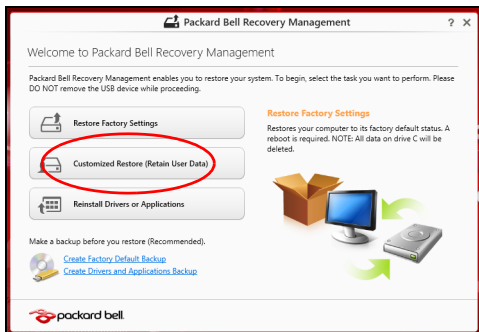 Packard Bell Recovery Management
? X
Welcome to Packard Bell Recovery Management
Packard Bell Recovery Management enables you to restore your system. To begin, select the task you want to perform. Please
DO NOT remove the USB device while proceeding.
Restore Factory Settings
Customized Restore (Retain User Data)
Reinstall Drivers or Applications
Restore Factory Settings
Restores your computer to its factory default status. A
reboot is required. NOTE: All data on drive C will be
deleted.
Make a backup before you restore (Recommended).
Create Factory Default Backup
Create Drivers and Applications Backup
packard bell.